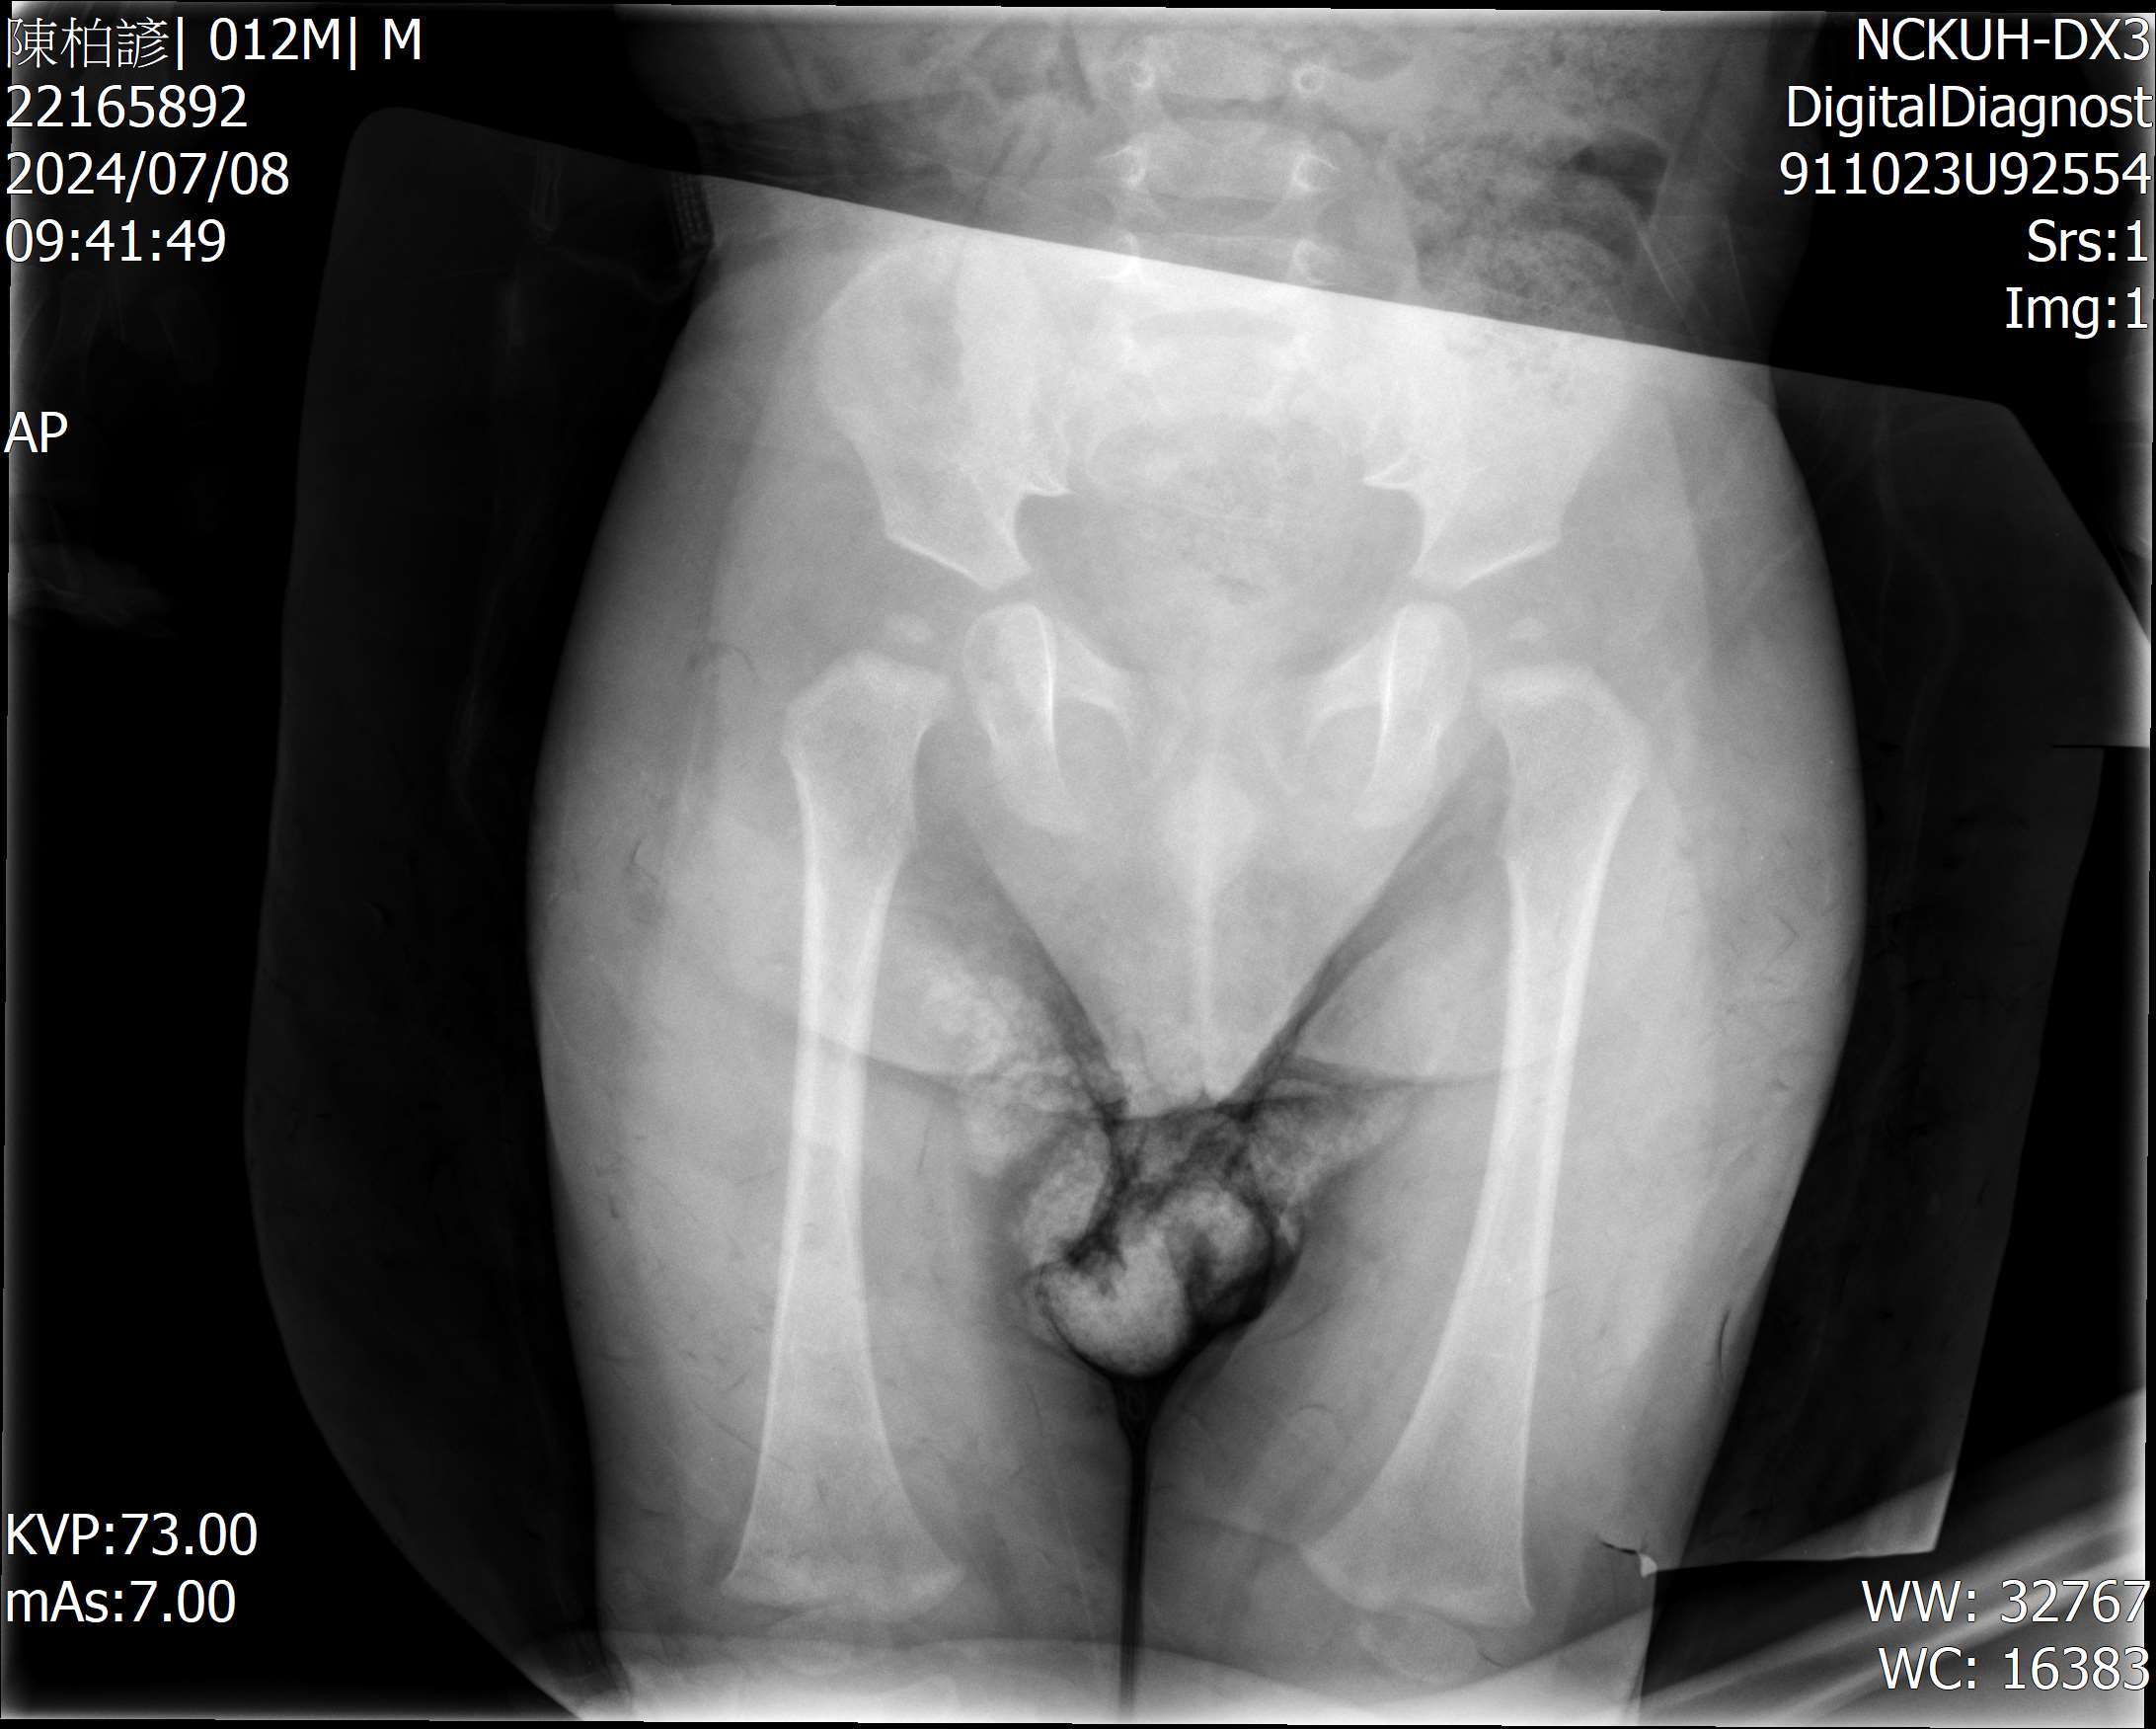 陳柏諺| 012M| M
22165892
2024/07/08
09:41:49
AP
KVP:73.00
mAs:7.00
NCKUH-DX3
DigitalDiagnost
911023U92554
Srs:1
Img:1
WW: 32767
WC: 16383